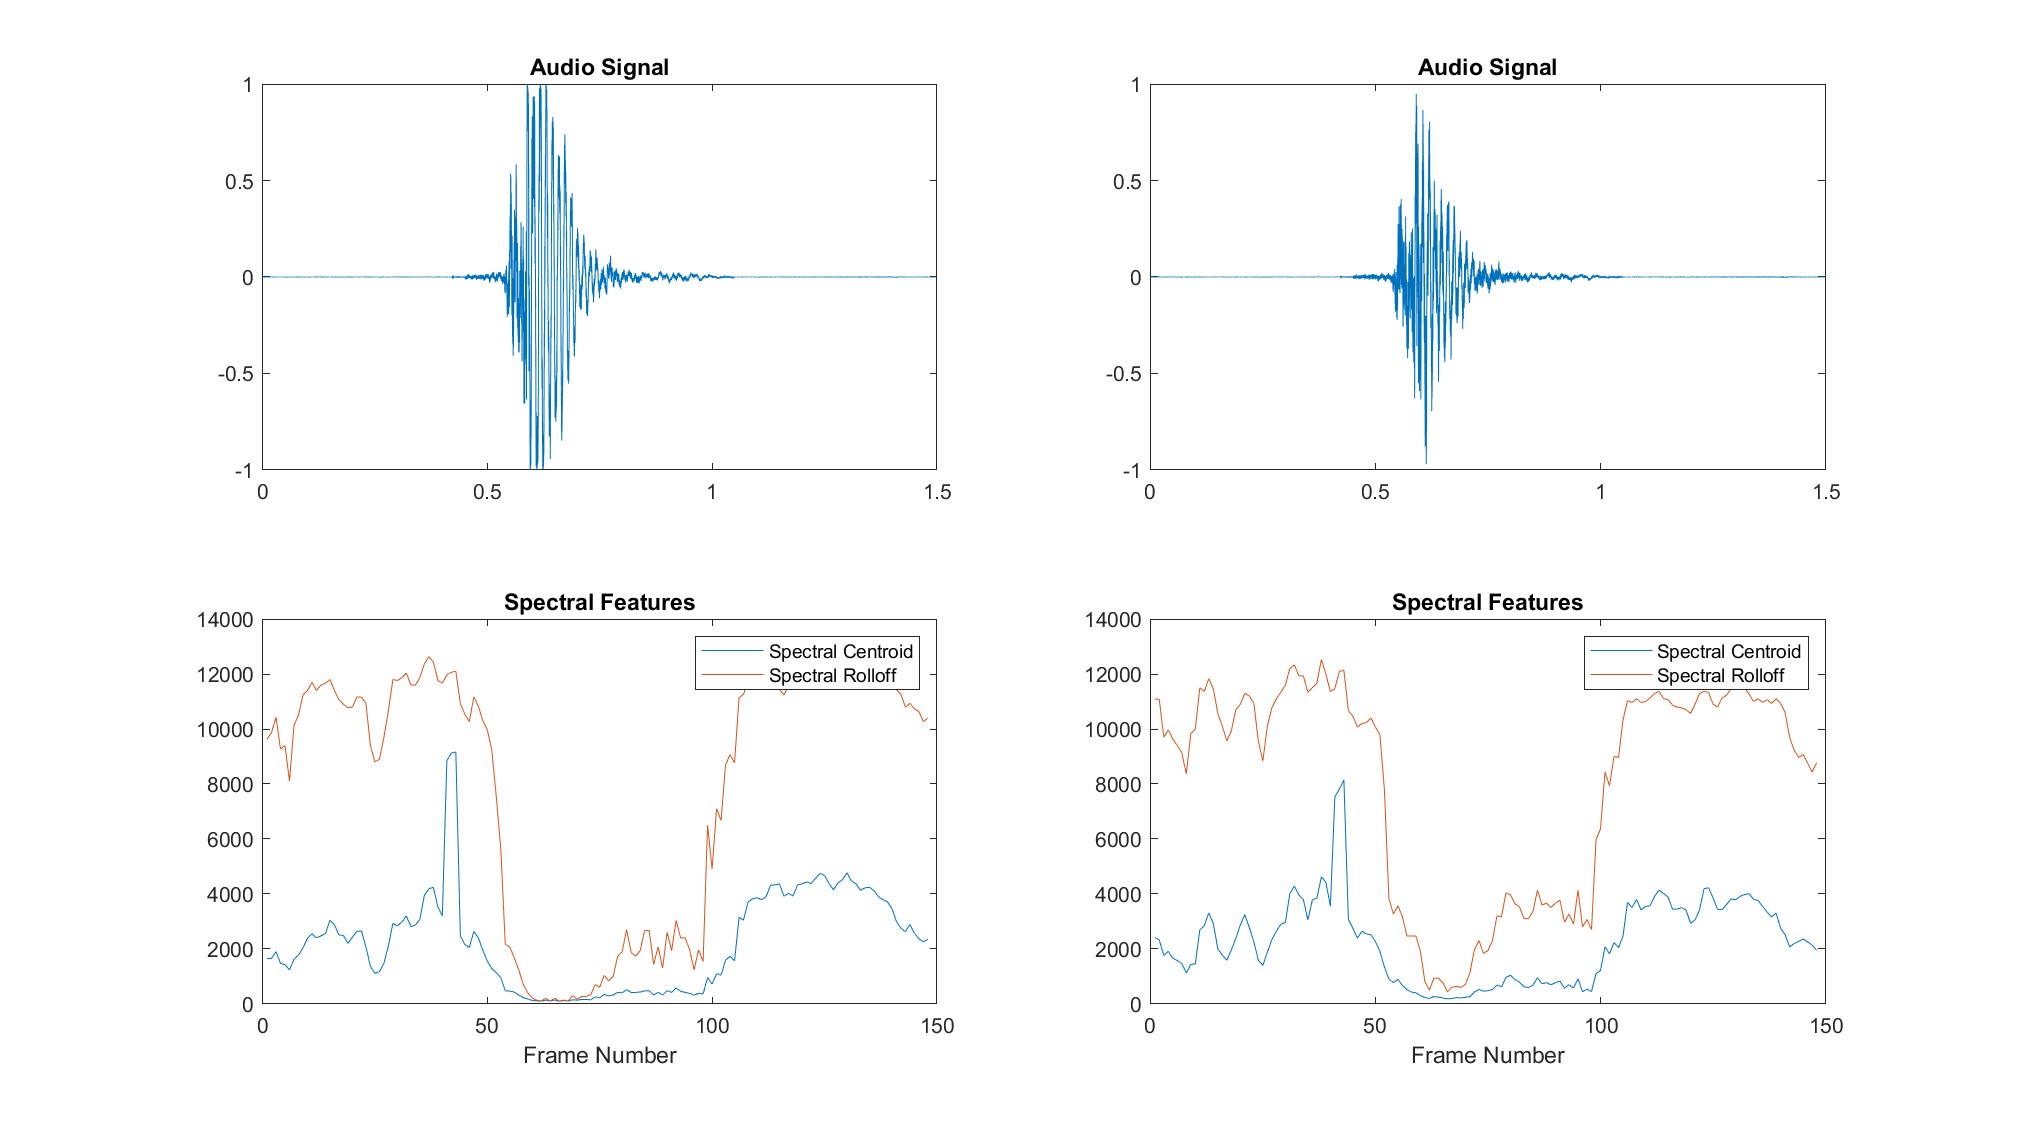 Audio Signal
1
0.5
0
-0.5
-1
0 0.5 1 1.5
Audio Signal
1
0.5
0
-0.5
-1
0 0.5 1 1.5
Spectral Features
14000
12000
10000
8000
6000
4000
2000
0
Spectral Centroid
Spectral Rolloff
0 50 100 150
Frame Number
Spectral Features
14000
12000
10000
8000
6000
4000
2000
0
Spectral Centroid
Spectral Rolloff
0 50 100 150
Frame Number